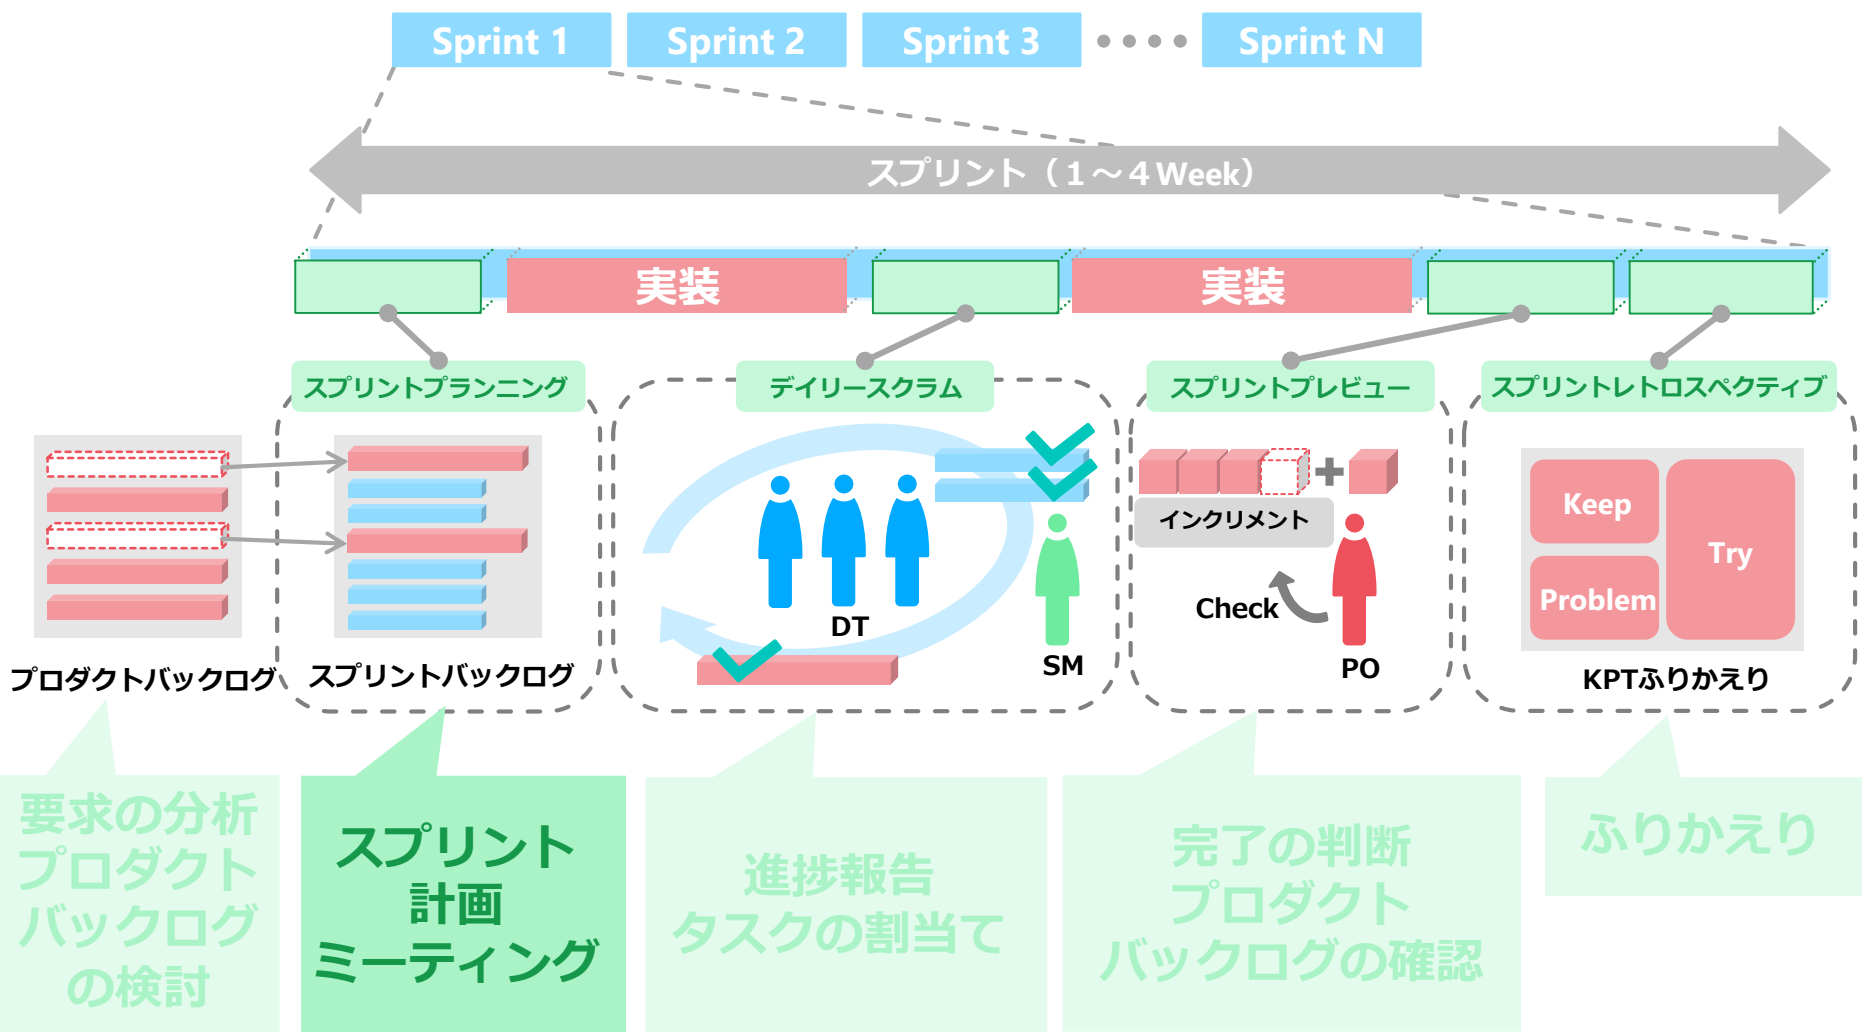 Sprint 1
Sprint 2
Sprint 3
Sprint N
スプリント（１～４Week）
実装
実装
スプリントプランニング
デイリースクラム
スプリントプレビュー
スプリントレトロスペクティブ
インクリメント
Keep
Problem
Try
Check
DT
SM
PO
プロダクトバックログ
スプリントバックログ
KPTふりかえり
要求の分析
プロダクト
バックログ
の検討
スプリント
計画
ミーティング
進捗報告
タスクの割当て
完了の判断
プロダクト
バックログの確認
ふりかえり